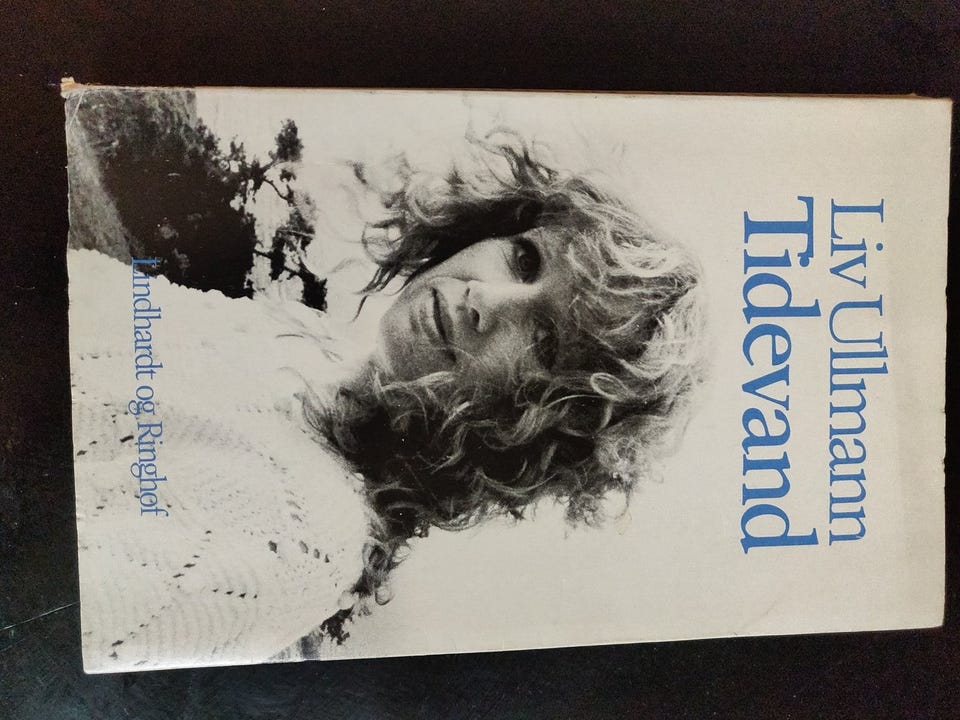 Liv Ullmann
Tidevand
Lindhardt og Ringhof